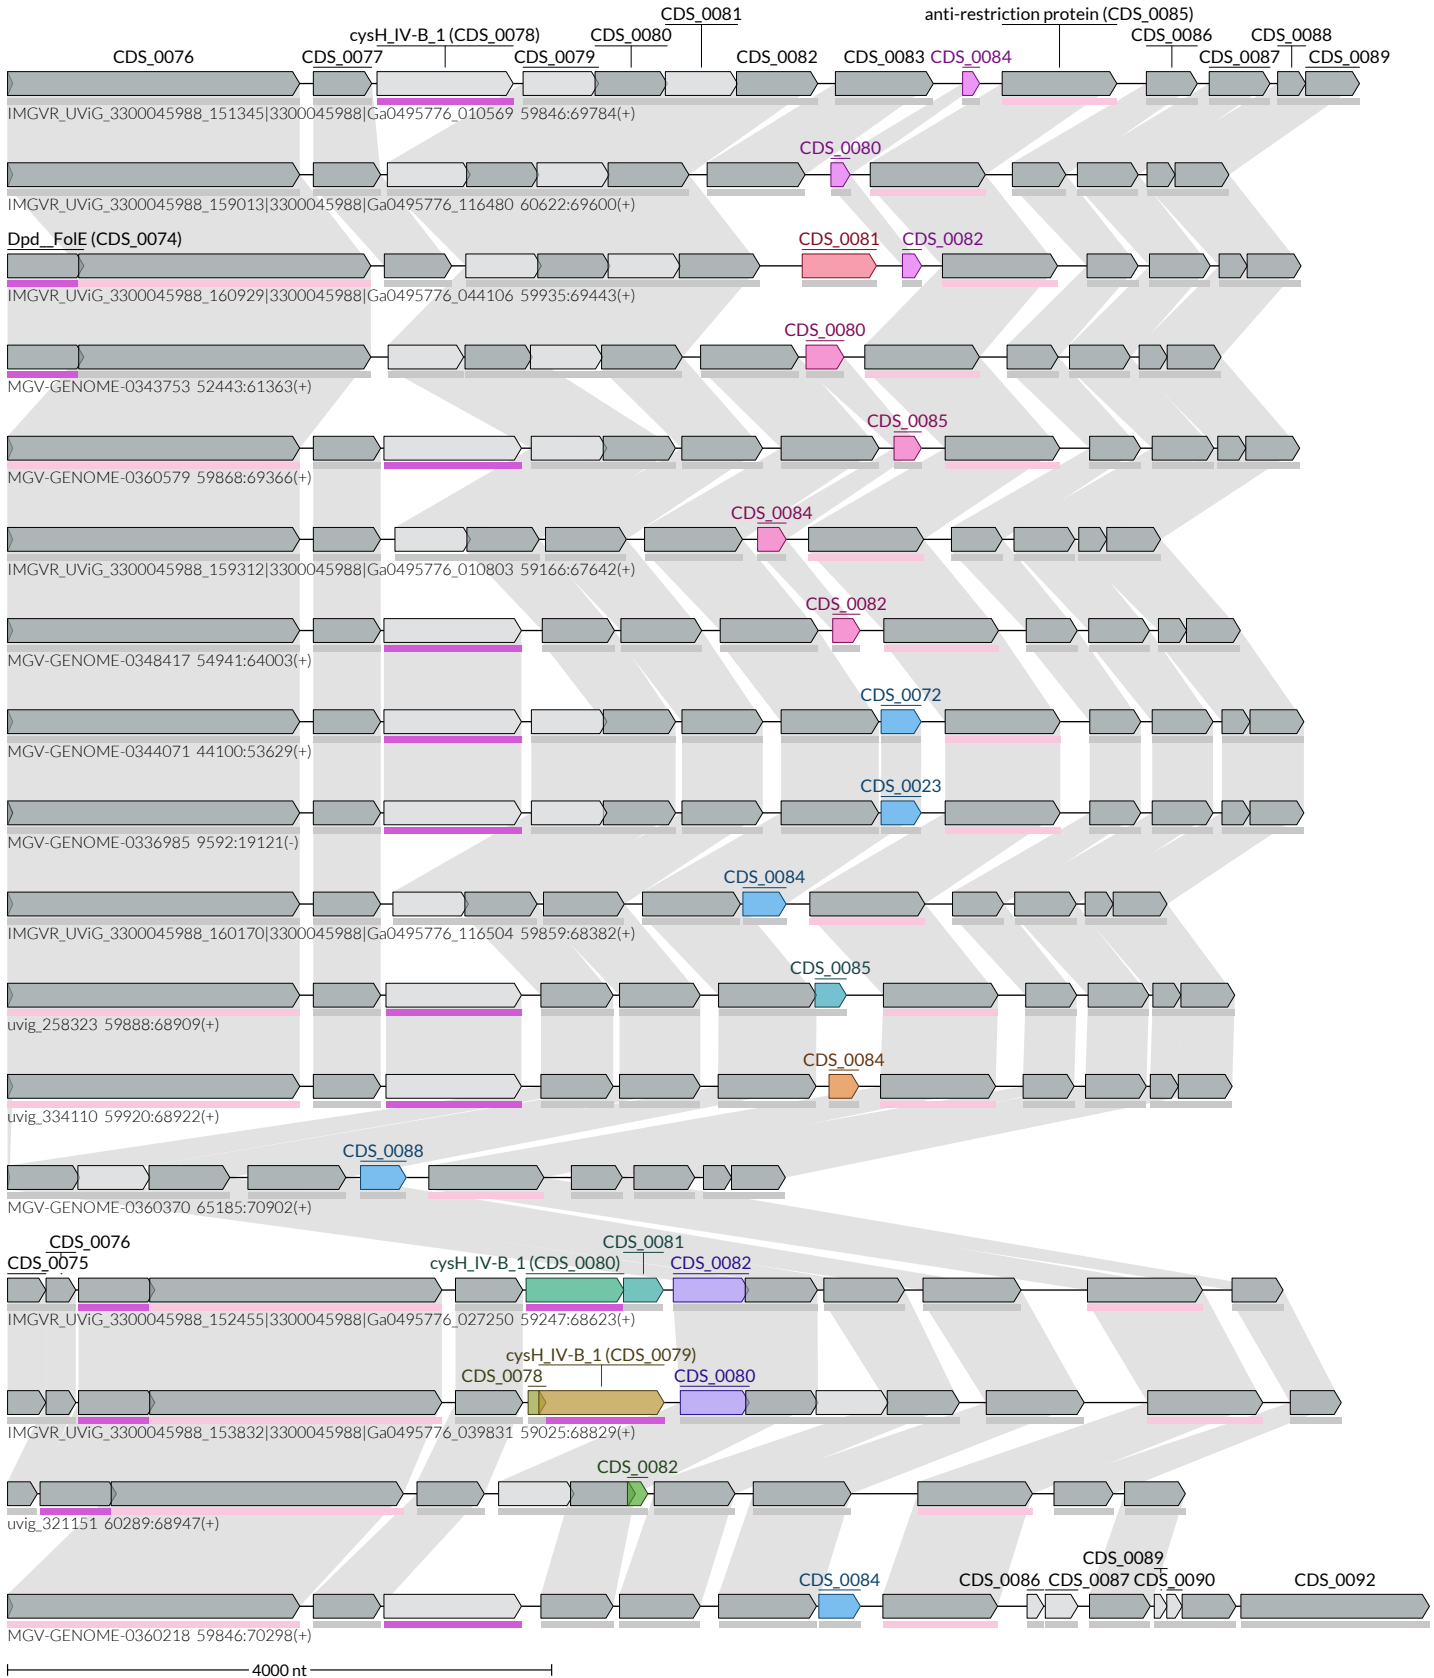 CDS_0081 anti-restriction protein (CDS_0085)
cysH_IV-B_1 (CDS_0078) CDS_0080 CDS_0086 CDS_0088
CDS_0076 CDS_0077 CDS_0079 CDS_0082 CDS_0083 CDS_0084 CDS_0087 CDS_0089
IMGVR_UViG_3300045988_151345|3300045988|Ga0495776_010569 59846:69784(+)
CDS_0080
IMGVR_UViG_3300045988_159013|3300045988|Ga0495776_116480 60622:69600(+)
Dpd__FolE (CDS_0074) CDS_0081 CDS_0082
IMGVR_UViG_3300045988_160929|3300045988|Ga0495776_044106 59935:69443(+)
CDS_0080
MGV-GENOME-0343753 52443:61363(+)
CDS_0085
MGV-GENOME-0360579 59868:69366(+)
CDS_0084
IMGVR_UViG_3300045988_159312|3300045988|Ga0495776_010803 59166:67642(+)
CDS_0082
MGV-GENOME-0348417 54941:64003(+)
CDS_0072
MGV-GENOME-0344071 44100:53629(+)
CDS_0023
MGV-GENOME-0336985 9592:19121(-)
CDS_0084
IMGVR_UViG_3300045988_160170|3300045988|Ga0495776_116504 59859:68382(+)
CDS_0085
uvig_258323 59888:68909(+)
CDS_0084
uvig_334110 59920:68922(+)
CDS_0088
MGV-GENOME-0360370 65185:70902(+)
CDS_0076 CDS_0081
CDS_0075 cysH_IV-B_1 (CDS_0080) CDS_0082
IMGVR_UViG_3300045988_152455|3300045988|Ga0495776_027250 59247:68623(+)
cysH_IV-B_1 (CDS_0079)
CDS_0078 CDS_0080
IMGVR_UViG_3300045988_153832|3300045988|Ga0495776_039831 59025:68829(+)
CDS_0082
uvig_321151 60289:68947(+)
CDS_0089
CDS_0084 CDS_0086 CDS_0087 CDS_0090 CDS_0092
MGV-GENOME-0360218 59846:70298(+)
4000 nt